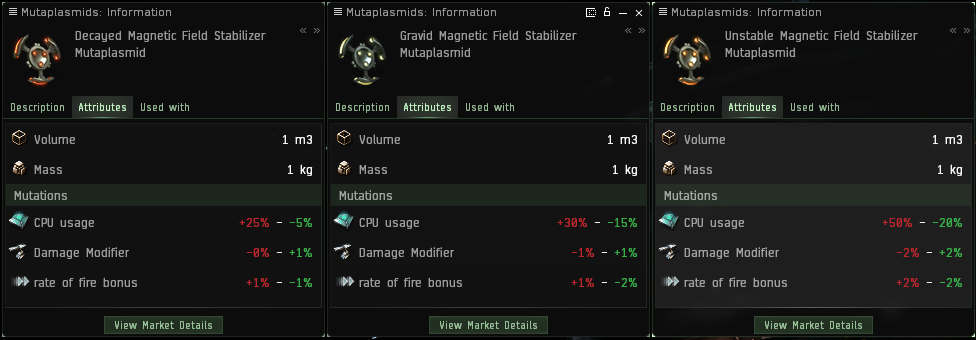 Mutaplasmids: Information
Decayed Magnetic Field Stabilizer
Mutaplasmid
Description Attributes Used with
Volume 1 m3
Mass 1 kg
Mutations
CPU usage +25% - -5%
Damage Modifier -0% - +1%
rate of fire bonus +1% - -1%
View Market Details
Mutaplasmids: Information
Gravid Magnetic Field Stabilizer
Mutaplasmid
Description Attributes Used with
Volume 1 m3
Mass 1 kg
Mutations
CPU usage +30% - -15%
Damage Modifier -1% - +1%
rate of fire bonus +1% - -2%
View Market Details
Mutaplasmids: Information
Unstable Magnetic Field Stabilizer
Mutaplasmid
Description Attributes Used with
Volume 1 m3
Mass 1 kg
Mutations
CPU usage +50% - -20%
Damage Modifier -2% - +2%
rate of fire bonus +2% - -2%
View Market Details